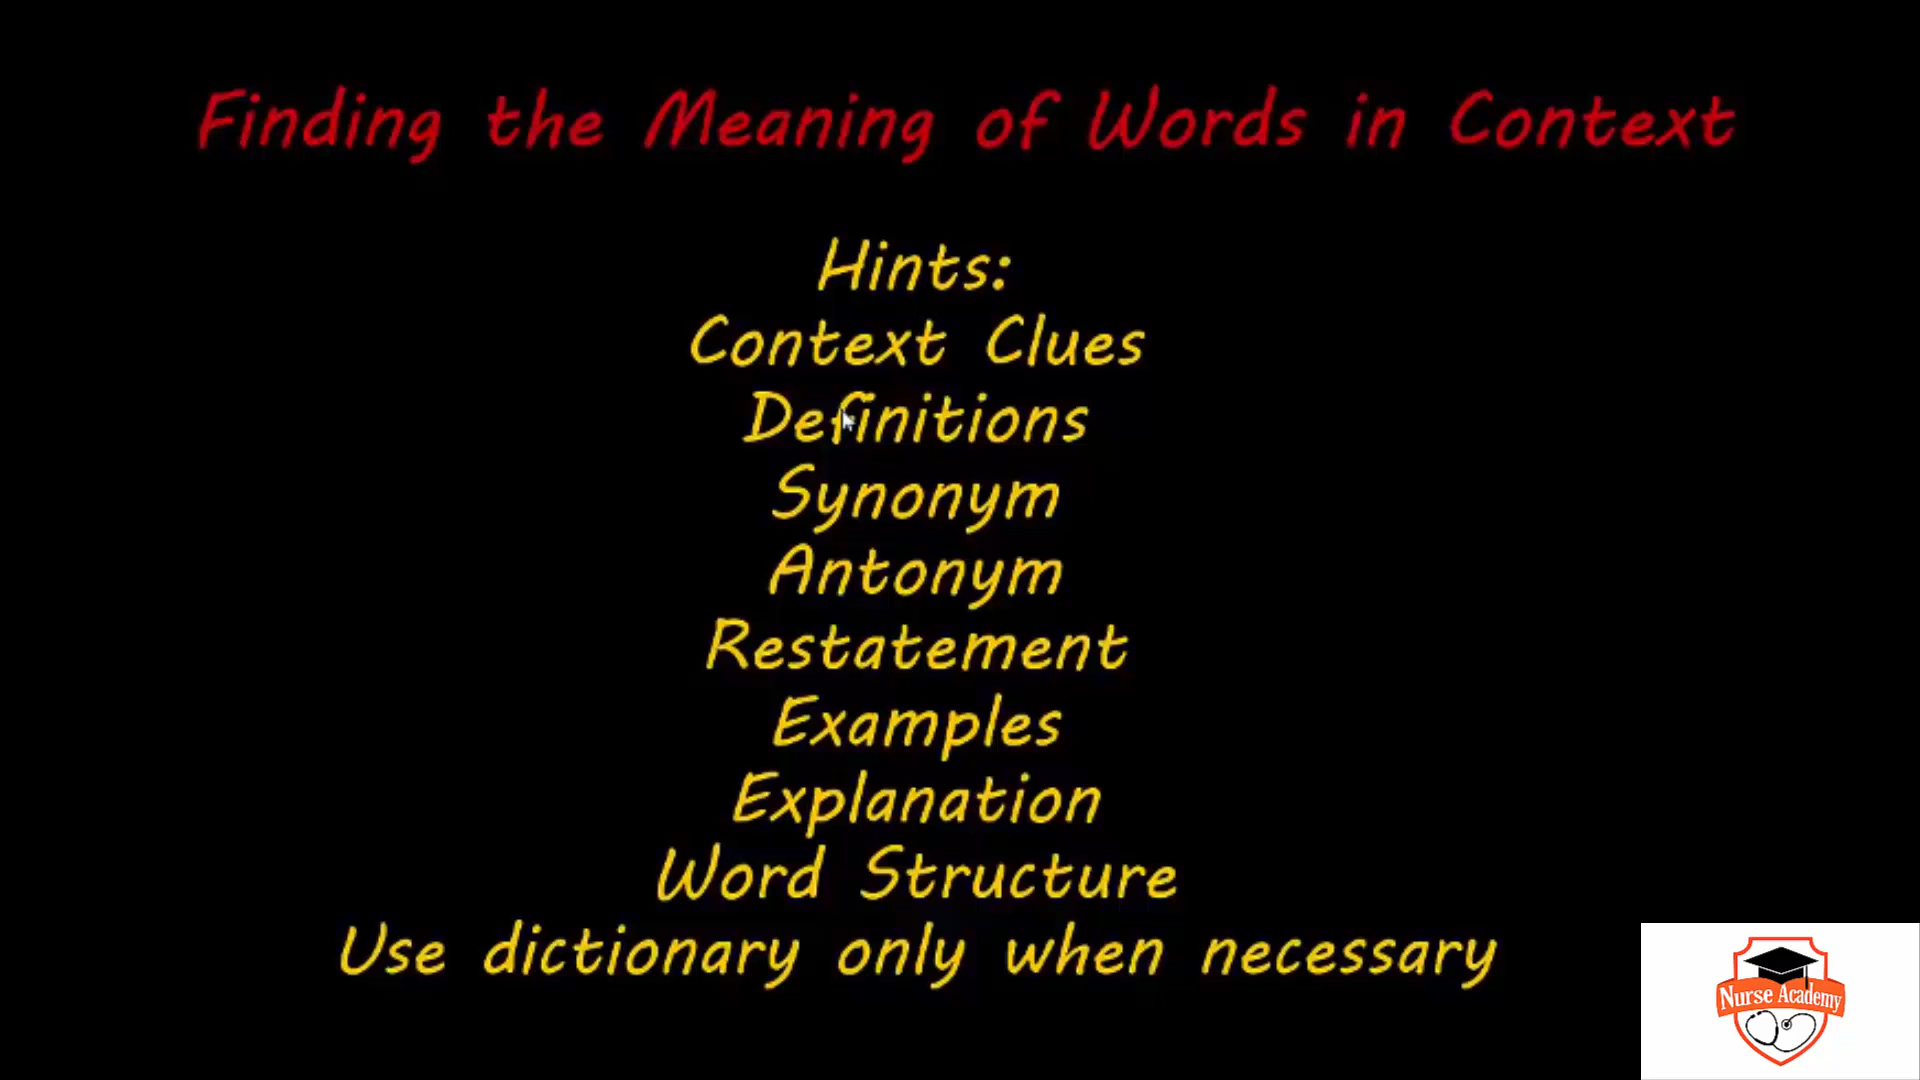 Finding the Meaning of Words in Context
Hints:
Context Clues
Definitions
Synonym
Antonym
Restatement
Examples
Explanation
Word Structure
Use dictionary only when necessary
Nurse Academy